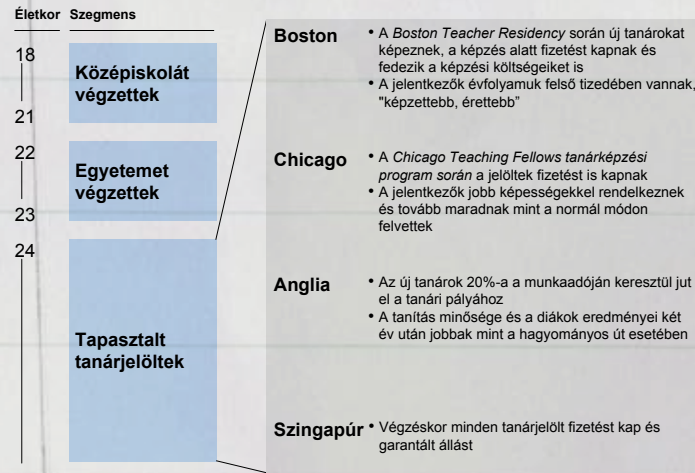 Életkor Szegmens
18
Középiskolát
végzettek
21
22
Egyetemet
végzettek
23
24
Tapasztalt
tanárjelöltek
Boston
• A Boston Teacher Residency során új tanárokat
képeznek, a képzés alatt fizetést kapnak és
fedezik a képzési költségeiket is
• A jelentkezők évfolyamuk felső tizedében vannak,
"képzettebb, érettebb”
Chicago
• A Chicago Teaching Fellows tanárképzési
program során a jelöltek fizetést is kapnak
• A jelentkezők jobb képességekkel rendelkeznek
és tovább maradnak mint a normál módon
felvettek
Anglia
• Az új tanárok 20%-a a munkaadóján keresztül jut
el a tanári pályához
• A tanítás minősége és a diákok eredményei két
év után jobbak mint a hagyományos út esetében
Szingapúr
• Végzéskor minden tanárjelölt fizetést kap és
garantált állást